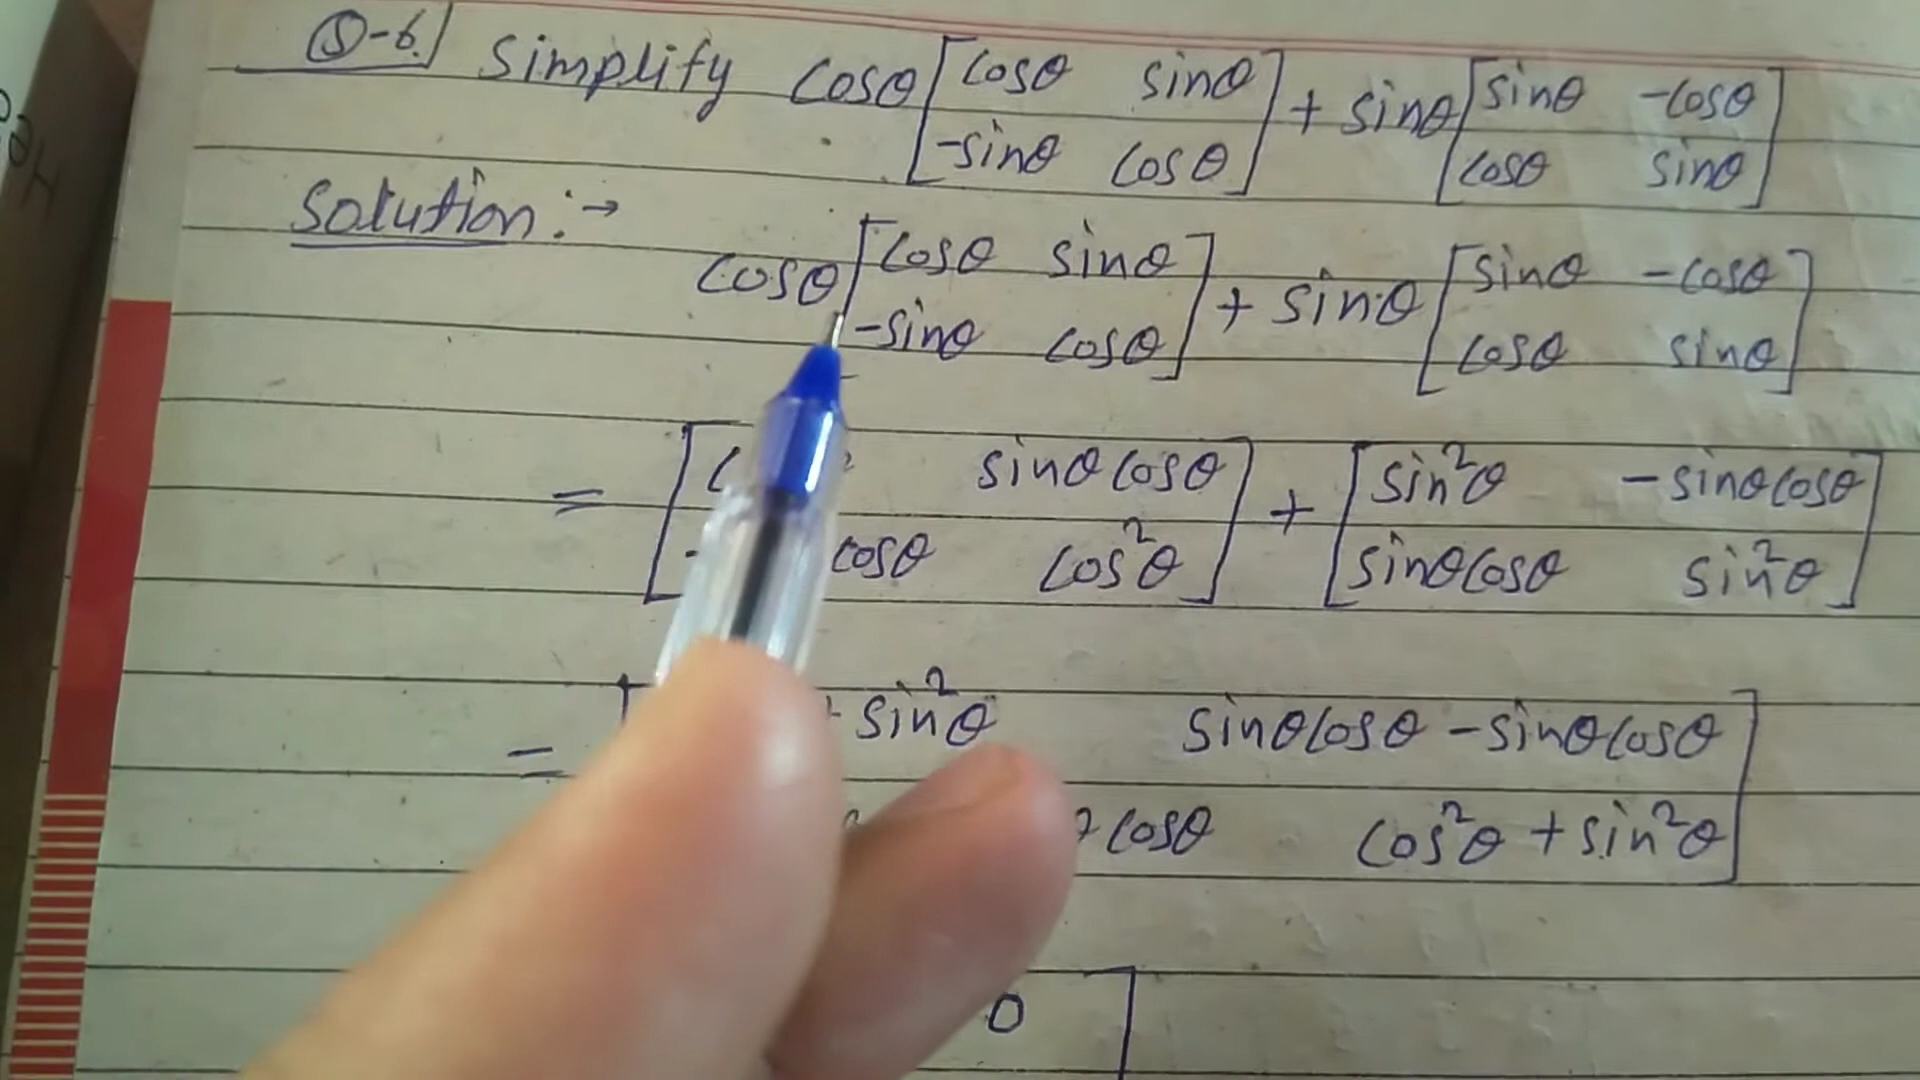 Q-6. Simplify cosθ [cosθ sinθ] + sinθ [sinθ -cosθ]
[-sinθ cosθ] [cosθ sinθ]
Solution :→
cosθ [cosθ sinθ] + sinθ [sinθ -cosθ]
[-sinθ cosθ] [cosθ sinθ]
= [ sinθcosθ] + [sin²θ -sinθcosθ]
[ cosθ cos²θ] [sinθcosθ sin²θ]
= [ + sin²θ sinθcosθ - sinθcosθ]
cosθ cos²θ + sin²θ]
0 ]